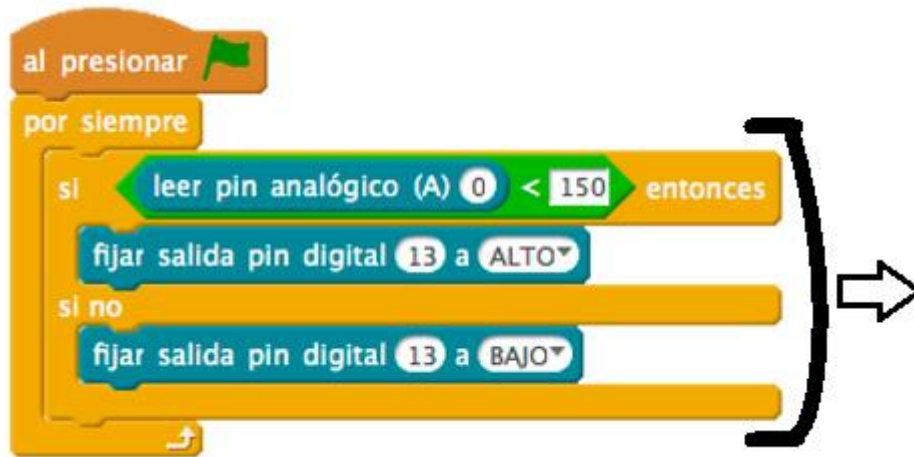 al presionar
por siempre
si leer pin analógico (A) 0 < 150 entonces
fijar salida pin digital 13 a ALTO
si no
fijar salida pin digital 13 a BAJO